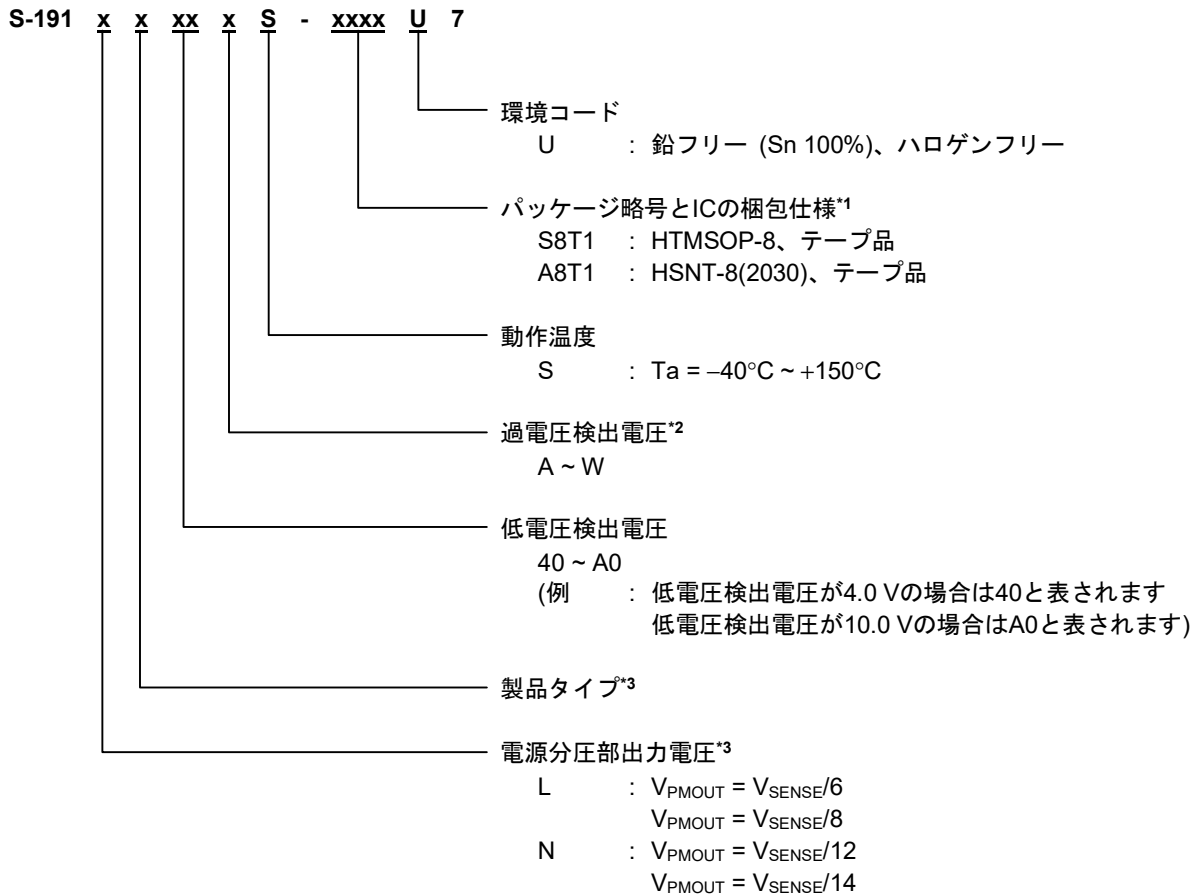 S-191 x x xx x S - xxxx U 7
環境コード
U : 鉛フリー (Sn 100%)、ハロゲンフリー
パッケージ略号とICの梱包仕様*1
S8T1 : HTMSOP-8、テープ品
A8T1 : HSNT-8(2030)、テープ品
動作温度
S : Ta = −40°C ~ +150°C
過電圧検出電圧*2
A ~ W
低電圧検出電圧
40 ~ A0
(例 : 低電圧検出電圧が4.0 Vの場合は40と表されます
低電圧検出電圧が10.0 Vの場合はA0と表されます)
製品タイプ*3
電源分圧部出力電圧*3
L : VPMOUT = VSENSE/6
VPMOUT = VSENSE/8
N : VPMOUT = VSENSE/12
VPMOUT = VSENSE/14